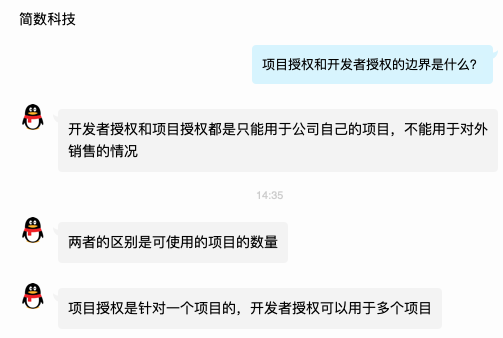 简数科技
项目授权和开发者授权的边界是什么？
开发者授权和项目授权都是只能用于公司自己的项目，不能用于对外
销售的情况
14:35
两者的区别是可使用的项目的数量
项目授权是针对一个项目的，开发者授权可以用于多个项目